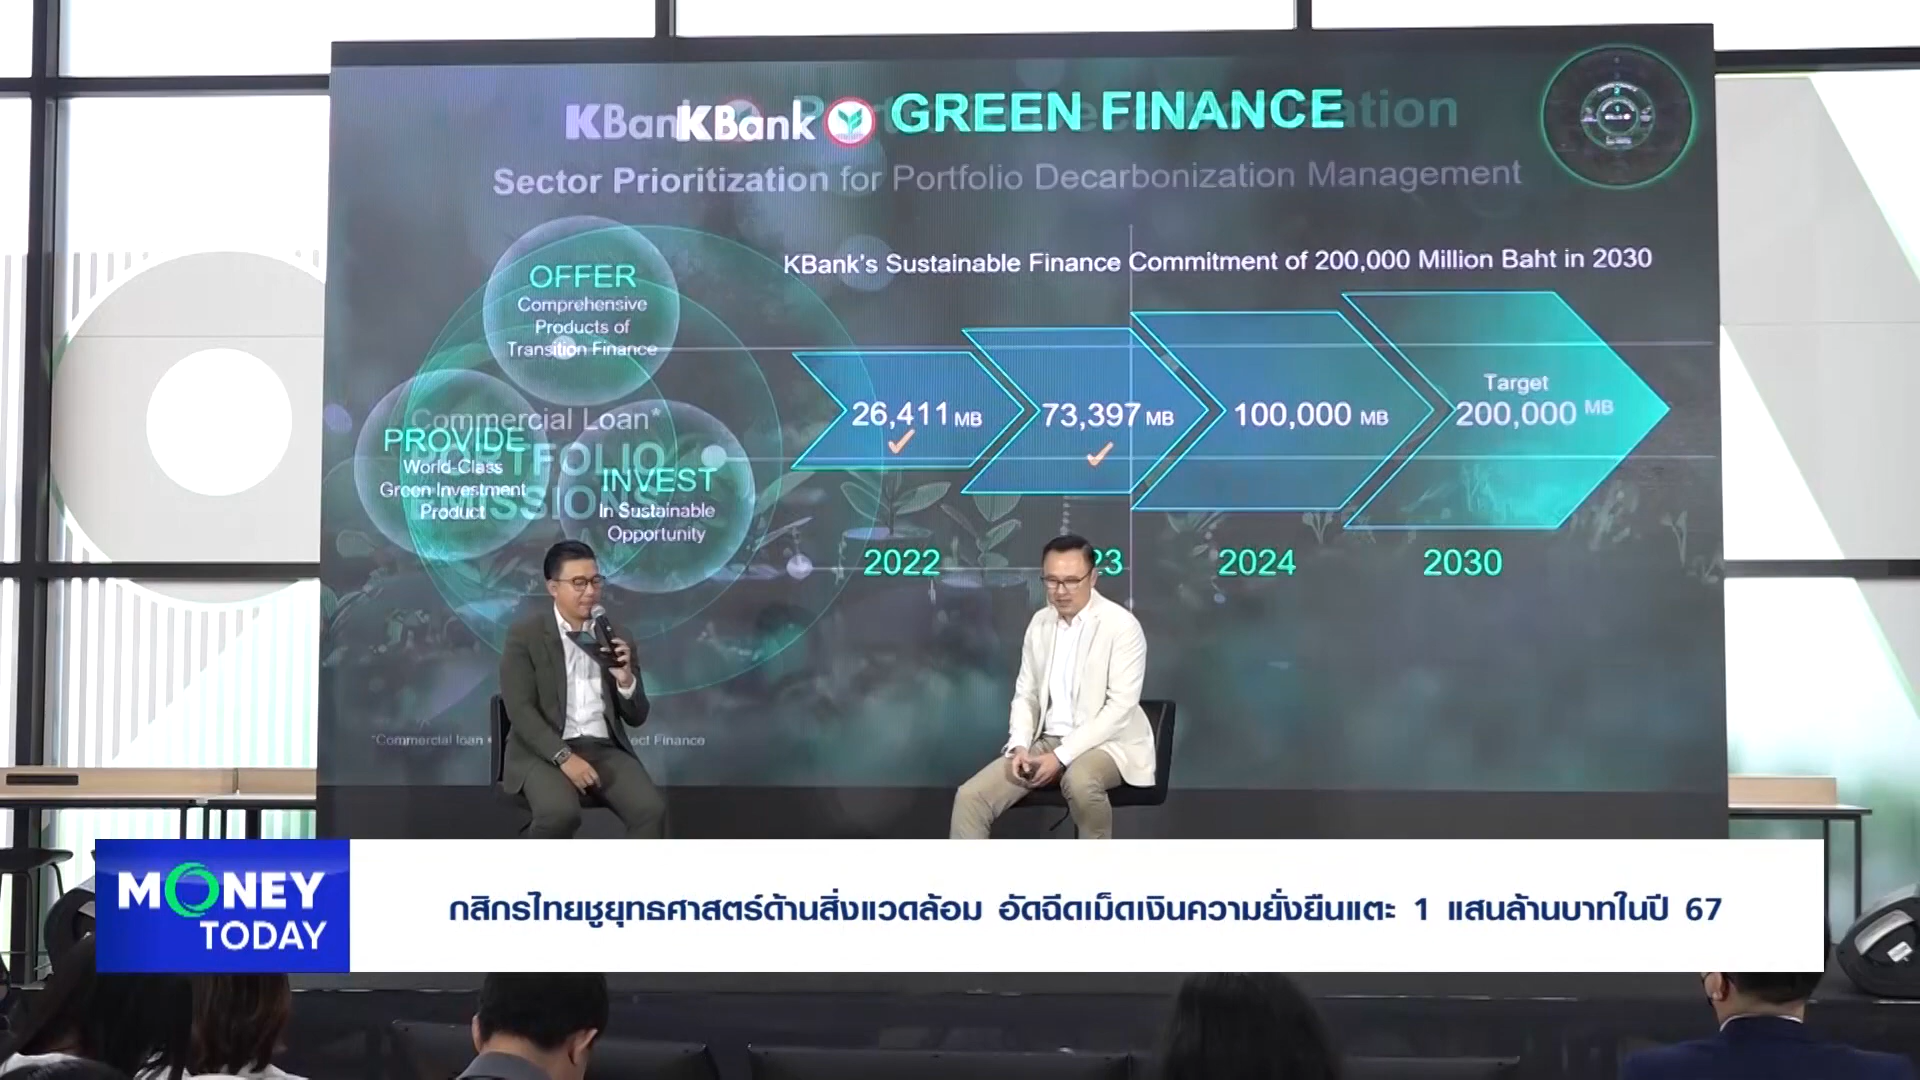 KBank GREEN FINANCE
Sector Prioritization for Portfolio Decarbonization Management
KBank's Sustainable Finance Commitment of 200,000 Million Baht in 2030
OFFER
Comprehensive
Products of
Transition Finance
Commercial Loan*
PORTFOLIO
EMISSIONS
PROVIDE
World-Class
Green Investment
Product
INVEST
In Sustainable
Opportunity
26,411 MB
73,397 MB
100,000 MB
Target
200,000 MB
2022
23
2024
2030
*Commercial loan
ect Finance
MONEY
TODAY
กสิกรไทยชูยุทธศาสตร์ด้านสิ่งแวดล้อม อัดฉีดเม็ดเงินความยั่งยืนแตะ 1 แสนล้านบาทในปี 67